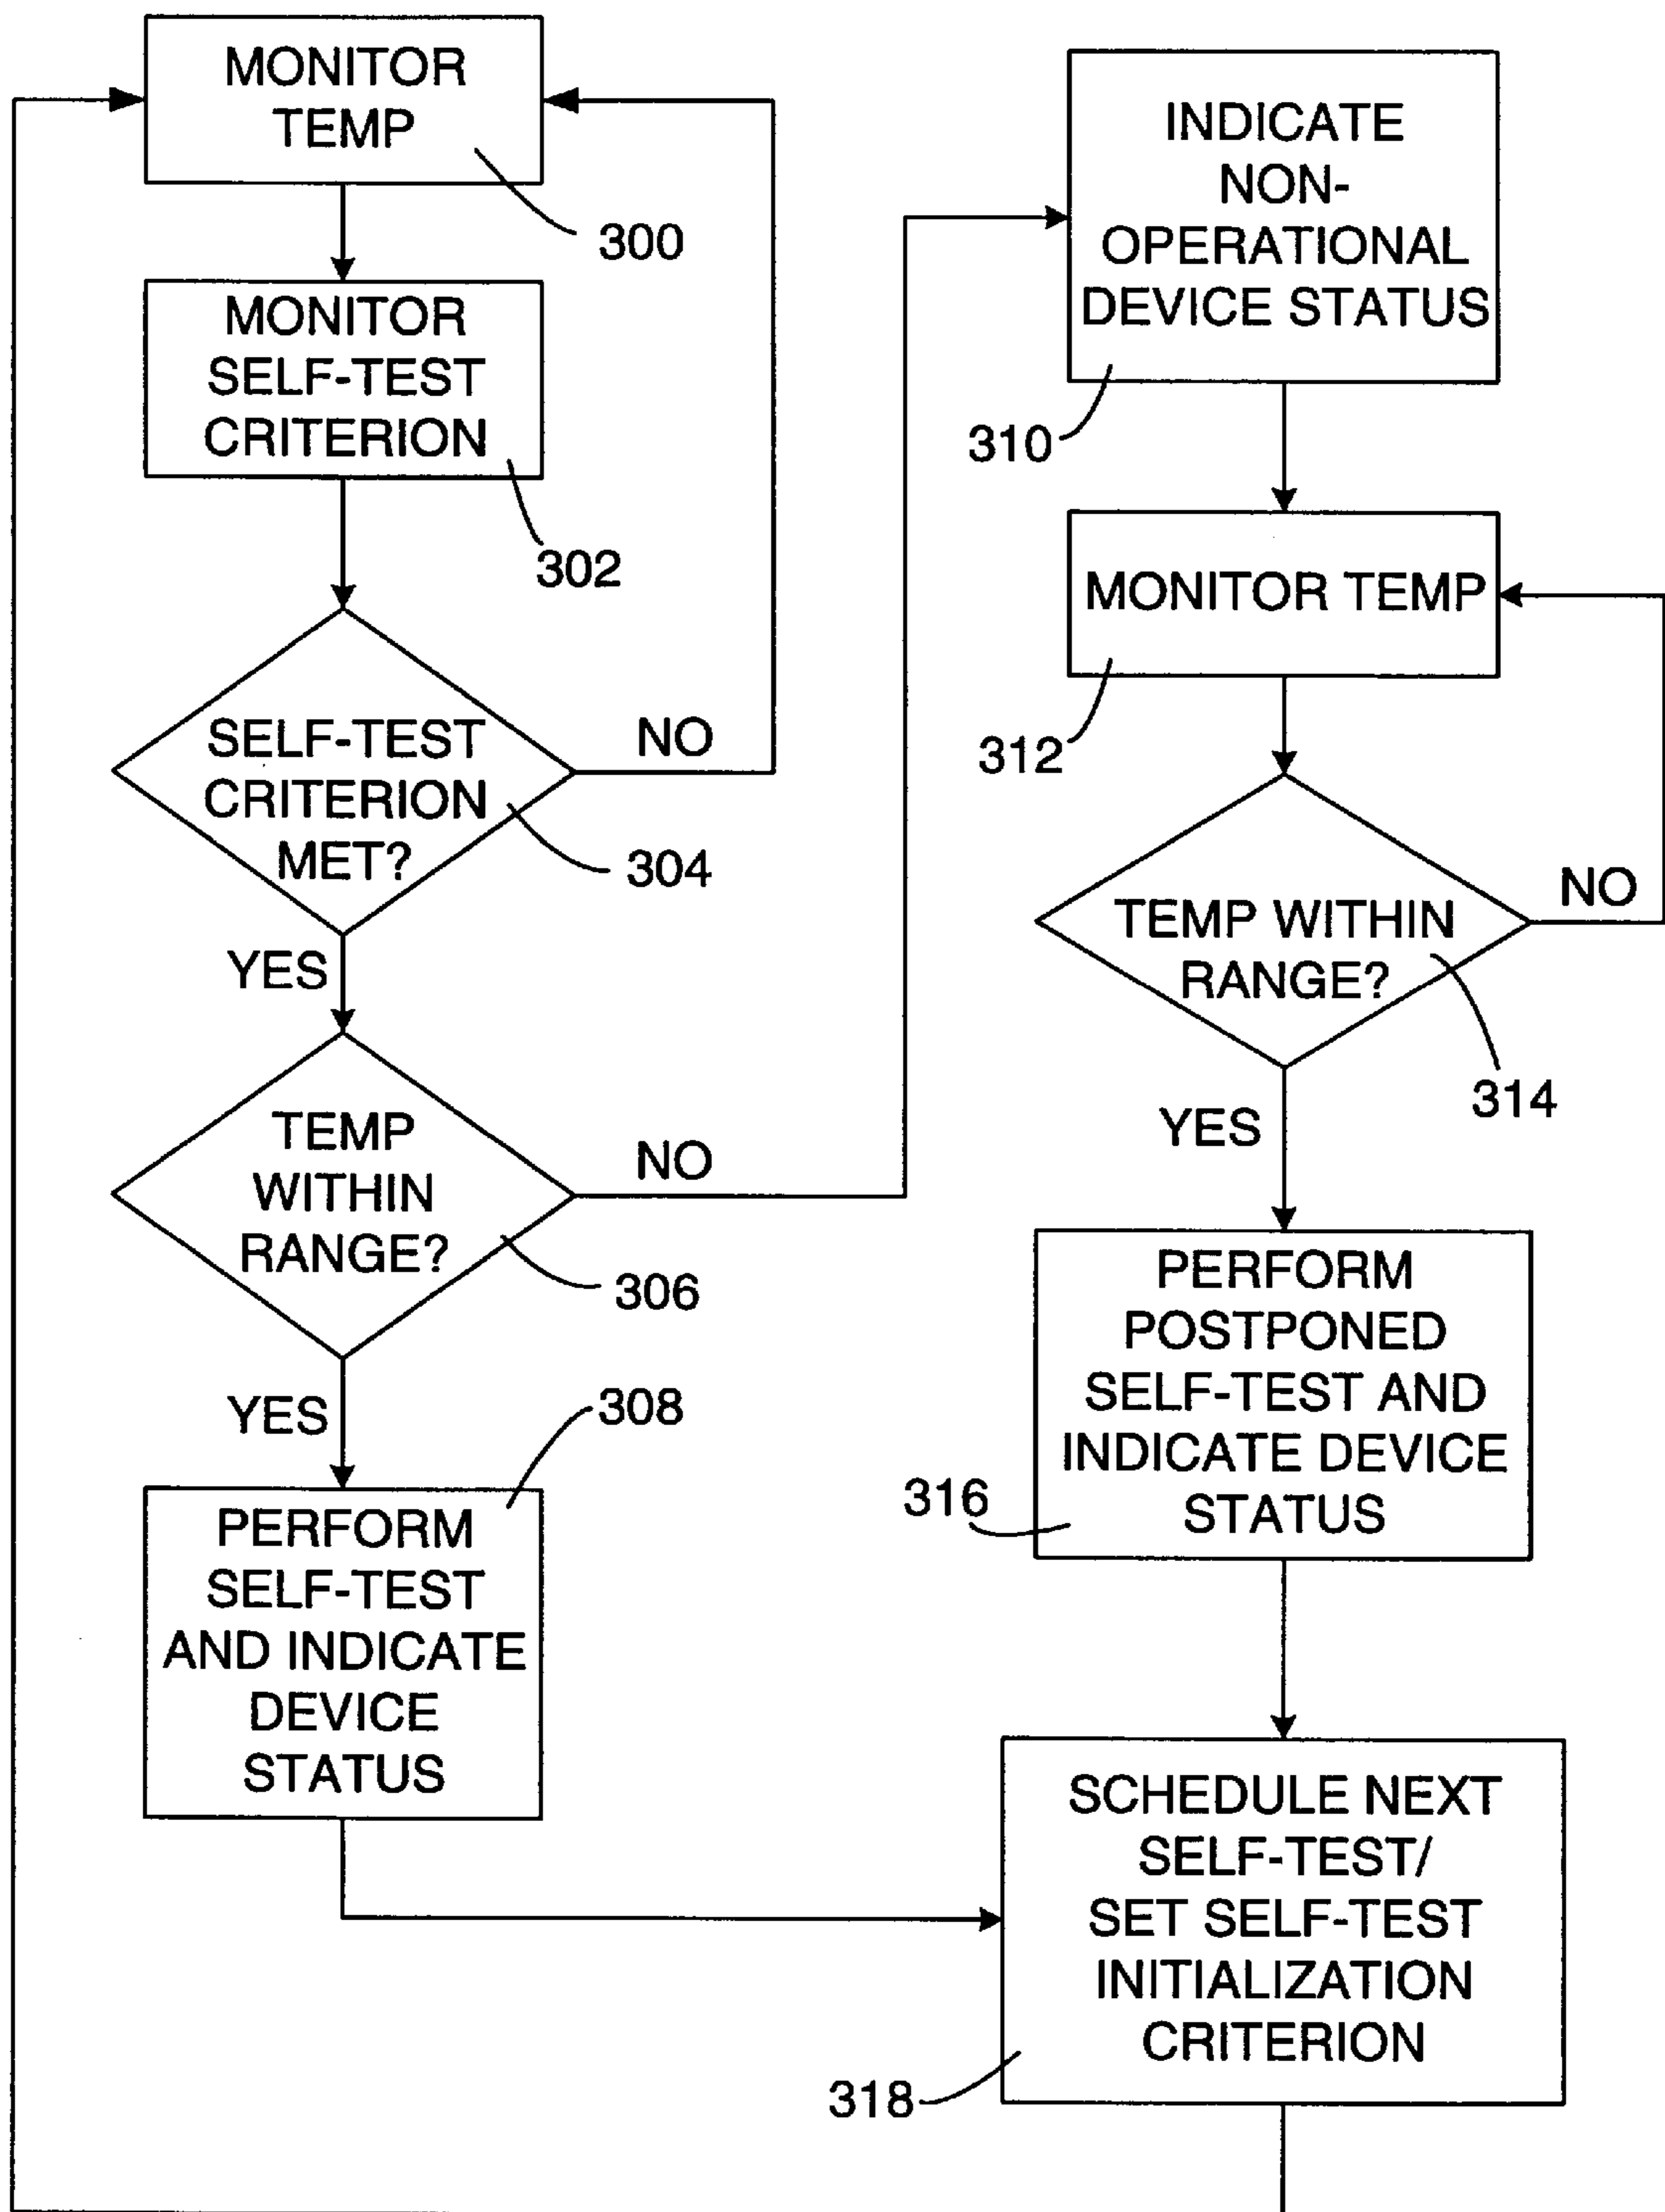 MONITOR
TEMP
300
MONITOR
SELF-TEST
CRITERION
302
SELF-TEST
CRITERION
MET?
NO
304
YES
TEMP
WITHIN
RANGE?
NO
306
YES
308
PERFORM
SELF-TEST
AND INDICATE
DEVICE
STATUS
INDICATE
NON-
OPERATIONAL
DEVICE STATUS
310
MONITOR TEMP
312
TEMP WITHIN
RANGE?
NO
314
YES
PERFORM
POSTPONED
SELF-TEST AND
INDICATE DEVICE
STATUS
316
SCHEDULE NEXT
SELF-TEST/
SET SELF-TEST
INITIALIZATION
CRITERION
318